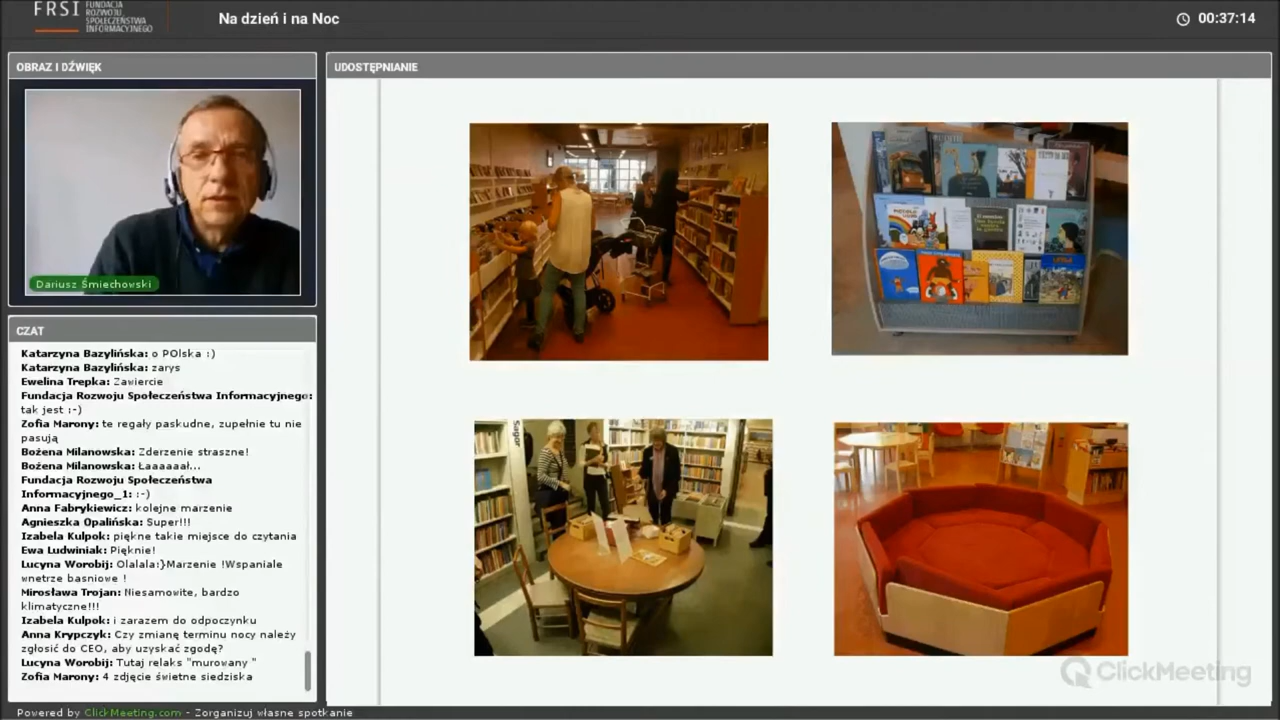 FRSI FUNDACJA
ROZWOJU
SPOŁECZEŃSTWA
INFORMACYJNEGO
Na dzień i na Noc
00:37:14
OBRAZ I DŹWIĘK
Dariusz Śmiechowski
UDOSTĘPNIANIE
CZAT
Katarzyna Bazylińska: o POlska :)
Katarzyna Bazylińska: zarys
Ewelina Trepka: Zawiercie
Fundacja Rozwoju Społeczeństwa Informacyjnego:
tak jest :-)
Zofia Marony: te regały paskudne, zupełnie tu nie
pasują
Bożena Milanowska: Zderzenie straszne!
Bożena Milanowska: Łaaaaaał...
Fundacja Rozwoju Społeczeństwa
Informacyjnego_1: :-)
Anna Fabrykiewicz: kolejne marzenie
Agnieszka Opalińska: Super!!!
Izabela Kulpok: piękne takie miejsce do czytania
Ewa Ludwiniak: Pięknie!
Lucyna Worobij: Olalala:}Marzenie !Wspaniale
wnetrze basniowe !
Mirosława Trojan: Niesamowite, bardzo
klimatyczne!!!
Izabela Kulpok: i zarazem do odpoczynku
Anna Krypczyk: Czy zmianę terminu nocy należy
zgłosić do CEO, aby uzyskać zgodę?
Lucyna Worobij: Tutaj relaks "murowany "
Zofia Marony: 4 zdjęcie świetne siedziska
Sagor
ClickMeeting
Powered by ClickMeeting.com - Zorganizuj własne spotkanie